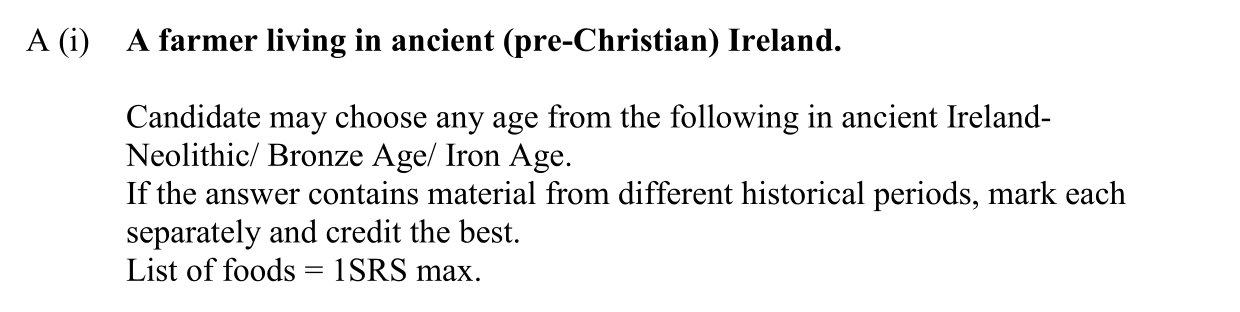 A (i) A farmer living in ancient (pre-Christian) Ireland.
Candidate may choose any age from the following in ancient Ireland-
Neolithic/ Bronze Age/ Iron Age.
If the answer contains material from different historical periods, mark each
separately and credit the best.
List of foods = 1SRS max.